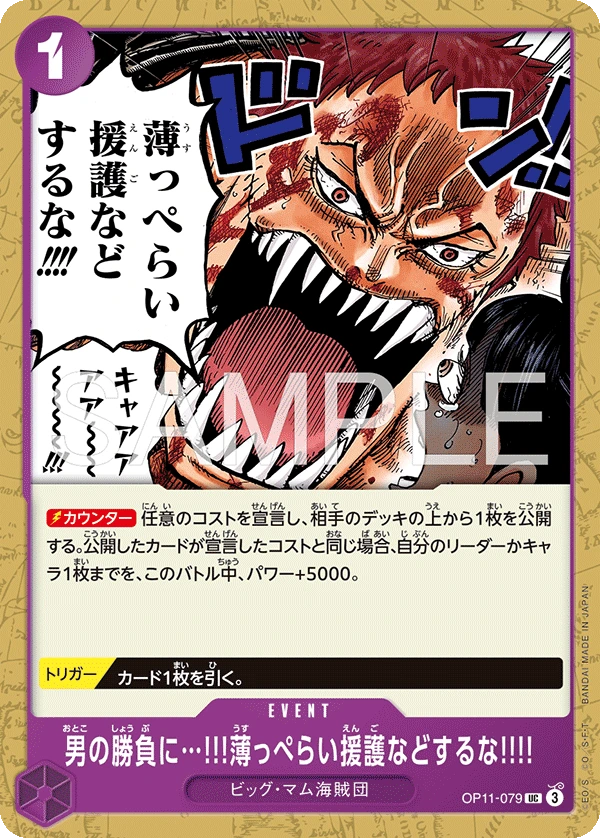 1
ドン!!
薄っぺらい
援護など
するな!!!!
キャアア
アア〜〜
〜〜〜!!!
SAMPLE
カウンター 任意のコストを宣言し、相手のデッキの上から1枚を公開
する。公開したカードが宣言したコストと同じ場合、自分のリーダーかキャ
ラ1枚までを、このバトル中、パワー+5000。
トリガー カード1枚を引く。
EVENT
男の勝負に…!!!薄っぺらい援護などするな!!!!
ビッグ・マム海賊団
OP11-079 UC 3
©E.O./S. ©O./S.,F.,T. BANDAI MADE IN JAPAN